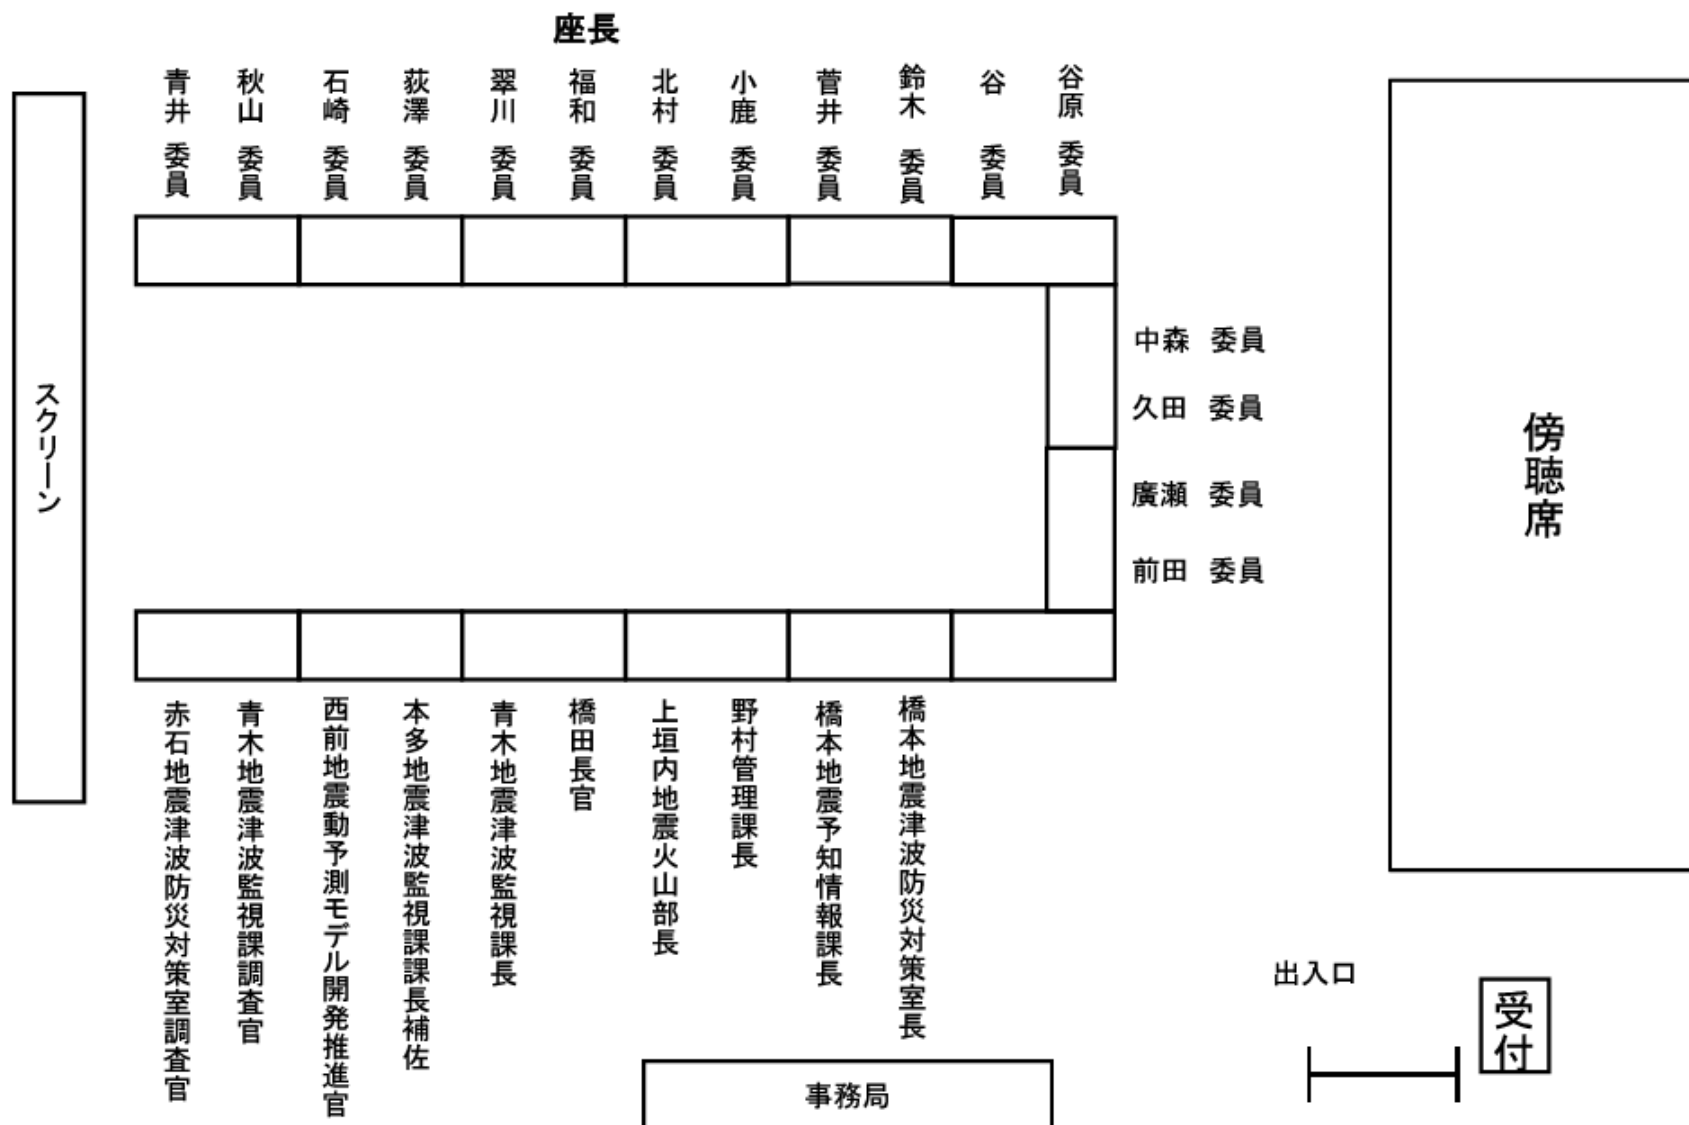 座長
青井 委員
秋山 委員
石崎 委員
荻澤 委員
翠川 委員
福和 委員
北村 委員
小鹿 委員
菅井 委員
鈴木 委員
谷 委員
谷原 委員
スクリーン
中森 委員
久田 委員
廣瀬 委員
前田 委員
傍聴席
赤石地震津波防災対策室調査官
青木地震津波監視課調査官
西前地震動予測モデル開発推進官
本多地震津波監視課課長補佐
青木地震津波監視課長
橋田長官
上垣内地震火山部長
野村管理課長
橋本地震予知情報課長
橋本地震津波防災対策室長
出入口
受付
事務局